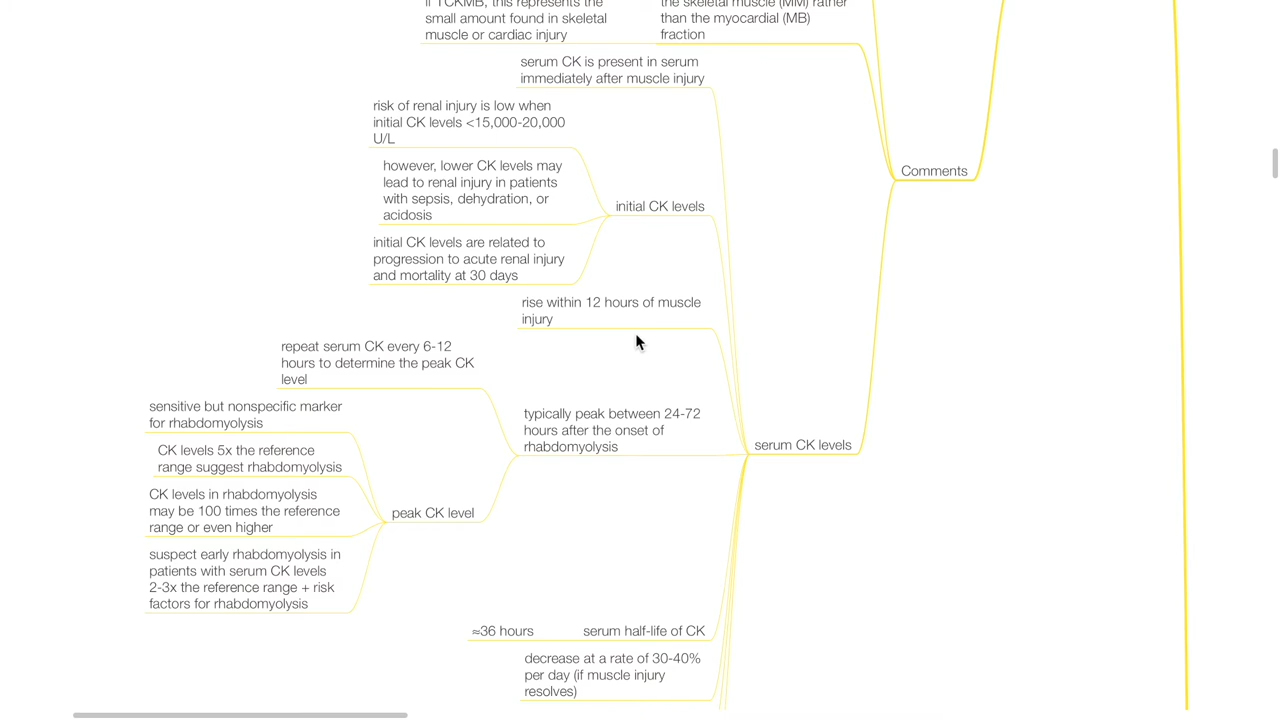 if TCKMB, this represents the
small amount found in skeletal
muscle or cardiac injury
the skeletal muscle (MM) rather
than the myocardial (MB)
fraction
serum CK is present in serum
immediately after muscle injury
risk of renal injury is low when
initial CK levels <15,000-20,000
U/L
however, lower CK levels may
lead to renal injury in patients
with sepsis, dehydration, or
acidosis
initial CK levels are related to
progression to acute renal injury
and mortality at 30 days
initial CK levels
Comments
rise within 12 hours of muscle
injury
repeat serum CK every 6-12
hours to determine the peak CK
level
sensitive but nonspecific marker
for rhabdomyolysis
CK levels 5x the reference
range suggest rhabdomyolysis
CK levels in rhabdomyolysis
may be 100 times the reference
range or even higher
suspect early rhabdomyolysis in
patients with serum CK levels
2-3x the reference range + risk
factors for rhabdomyolysis
peak CK level
typically peak between 24-72
hours after the onset of
rhabdomyolysis
serum CK levels
≈36 hours
serum half-life of CK
decrease at a rate of 30-40%
per day (if muscle injury
resolves)